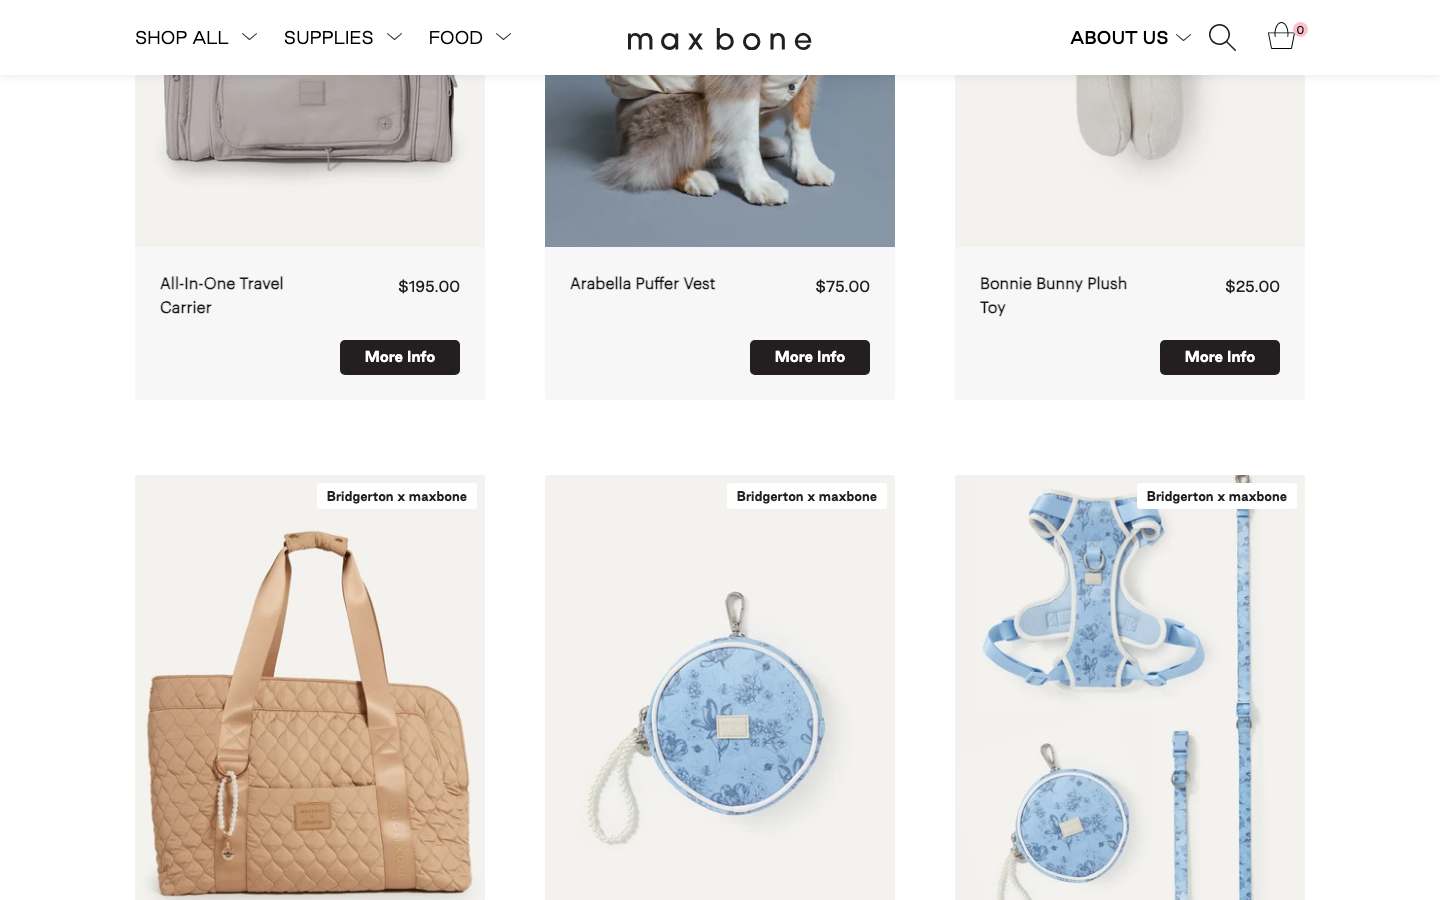 SHOP ALL
SUPPLIES
FOOD
maxbone
ABOUT US
0
All-In-One Travel
Carrier
$195.00
More Info
Arabella Puffer Vest
$75.00
More Info
Bonnie Bunny Plush
Toy
$25.00
More Info
Bridgerton x maxbone
Bridgerton x maxbone
Bridgerton x maxbone